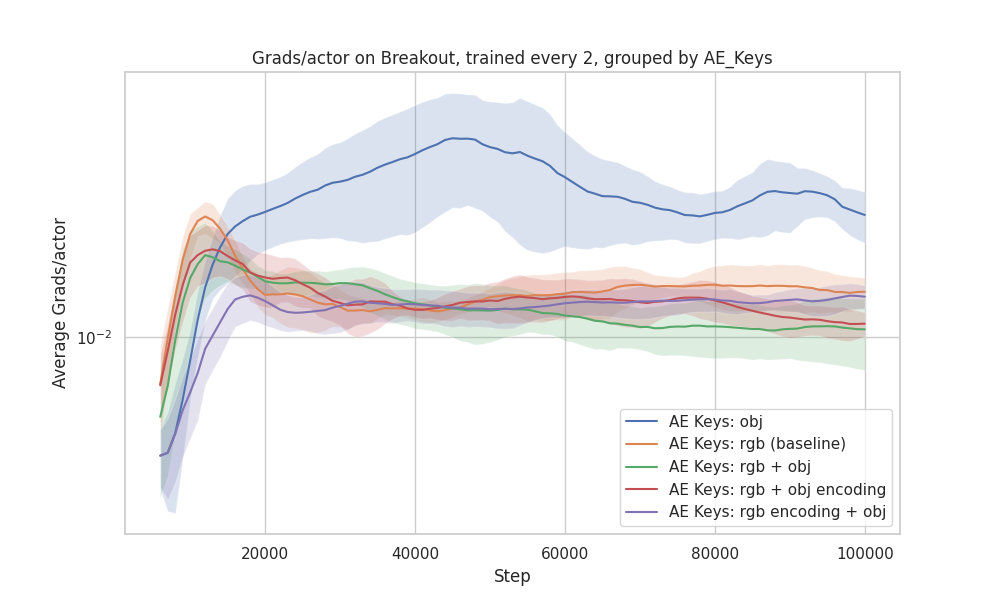 Grads/actor on Breakout, trained every 2, grouped by AE_Keys
Average Grads/actor
10⁻²
AE Keys: obj
AE Keys: rgb (baseline)
AE Keys: rgb + obj
AE Keys: rgb + obj encoding
AE Keys: rgb encoding + obj
20000 40000 60000 80000 100000
Step